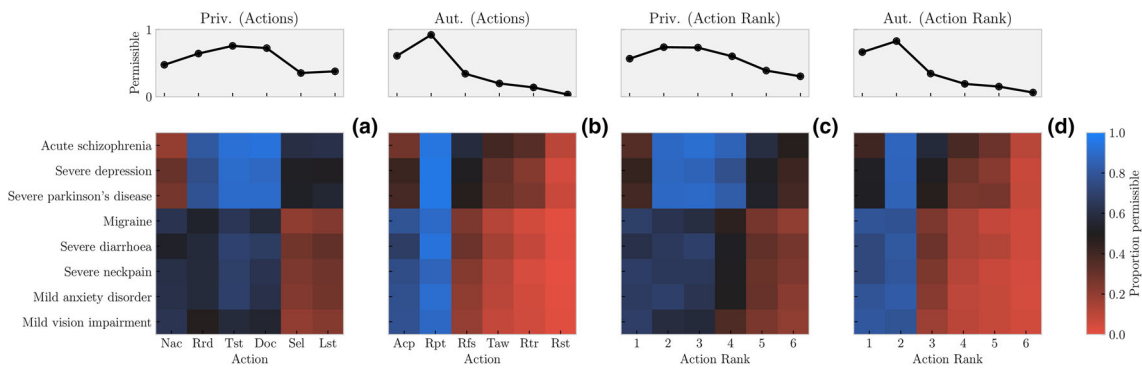 Priv. (Actions)
Aut. (Actions)
Priv. (Action Rank)
Aut. (Action Rank)
Permissible
1
0
(a)
(b)
(c)
(d)
Acute schizophrenia
Severe depression
Severe parkinson's disease
Migraine
Severe diarrhoea
Severe neckpain
Mild anxiety disorder
Mild vision impairment
Nac Rrd Tst Doc Sel Lst
Action
Acp Rpt Rfs Taw Rtr Rst
Action
1 2 3 4 5 6
Action Rank
1 2 3 4 5 6
Action Rank
1.0
0.8
0.6
0.4
0.2
0.0
Proportion permissible